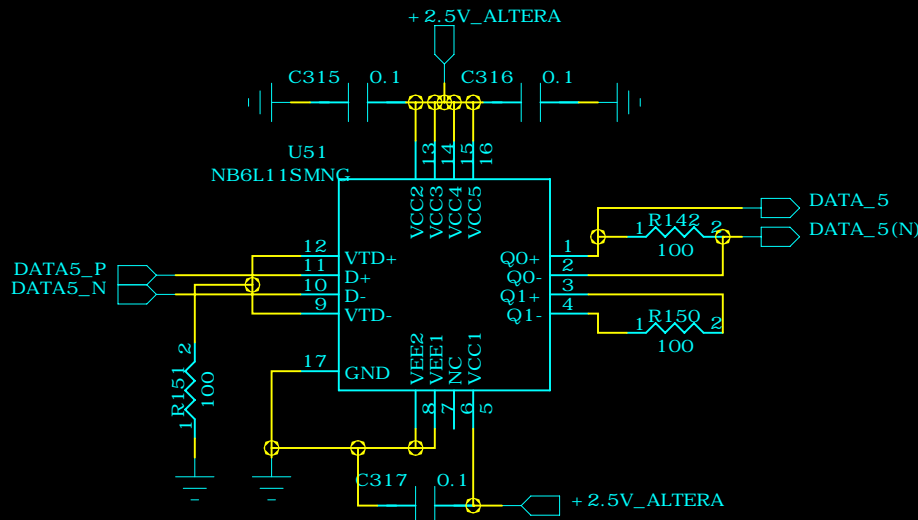 +2.5V_ALTERA
C315 0.1 C316 0.1
U51
NB6L11SMNG
13 14 15 16
VCC2 VCC3 VCC4 VCC5
DATA_5
1 R142 2
100
DATA_5(N)
12 VTD+
11 D+
10 D-
9 VTD-
Q0+ 1
Q0- 2
Q1+ 3
Q1- 4
DATA5_P
DATA5_N
1 R150 2
100
17 GND
VEE2 VEE1 NC VCC1
8 7 6 5
2
R151
100
1
C317 0.1
+2.5V_ALTERA